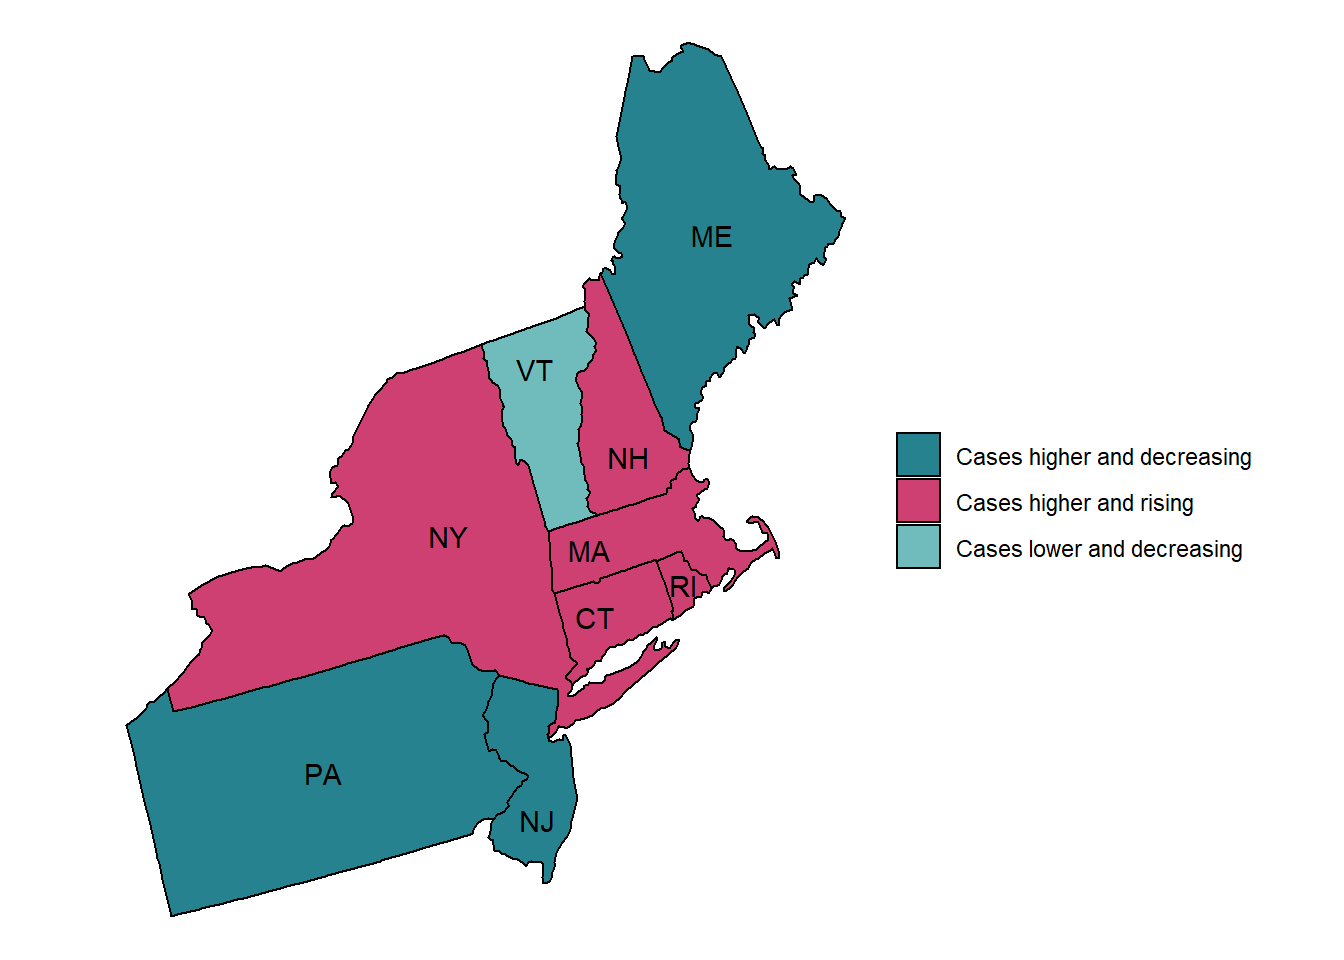 ME
VT
NH
NY
MA
RI
CT
PA
NJ
Cases higher and decreasing
Cases higher and rising
Cases lower and decreasing